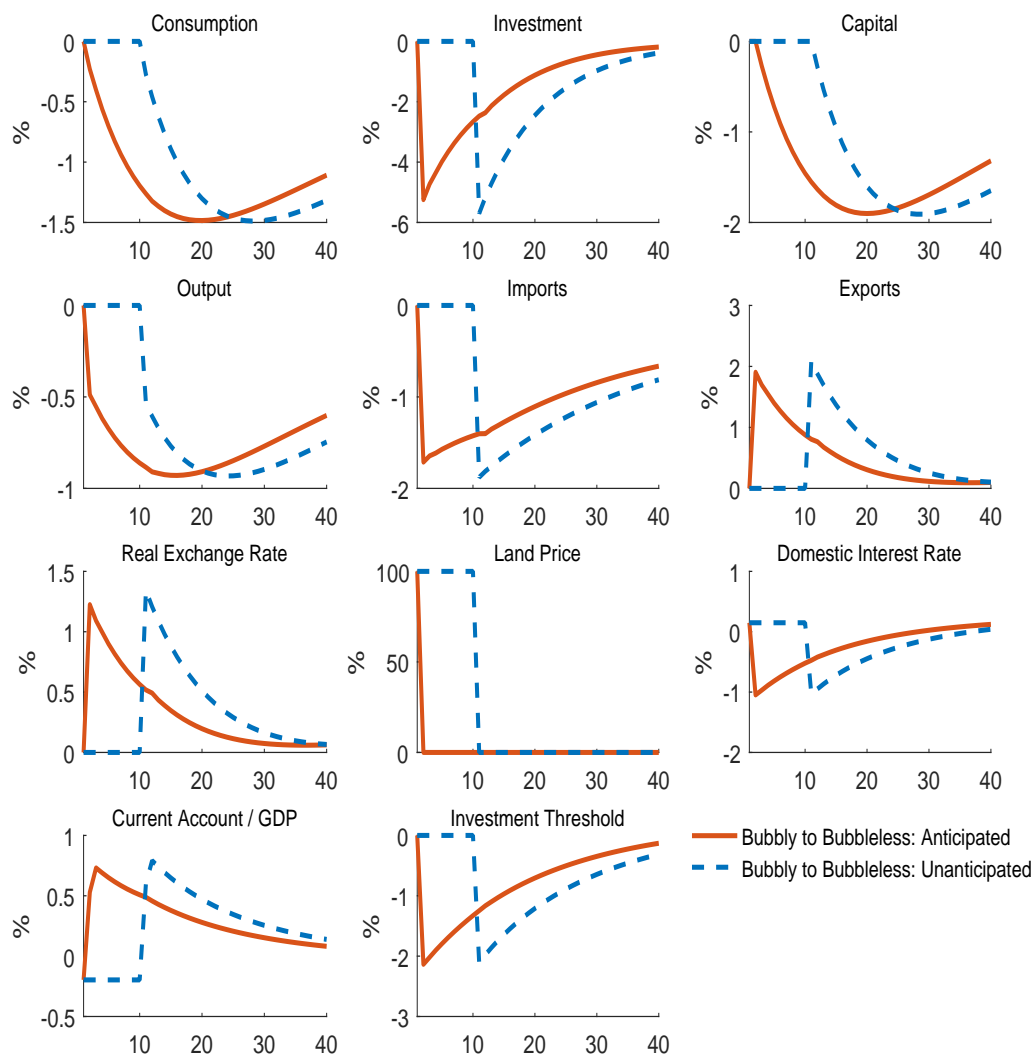 Consumption
Investment
Capital
0
-0.5
-1
-1.5
%
10 20 30 40
0
-2
-4
-6
%
10 20 30 40
0
-1
-2
%
10 20 30 40
Output
Imports
Exports
0
-0.5
-1
%
10 20 30 40
0
-1
-2
%
10 20 30 40
3
2
1
0
%
10 20 30 40
Real Exchange Rate
Land Price
Domestic Interest Rate
1.5
1
0.5
0
%
10 20 30 40
100
50
0
%
10 20 30 40
1
0
-1
-2
%
10 20 30 40
Current Account / GDP
Investment Threshold
1
0.5
0
-0.5
%
10 20 30 40
0
-1
-2
-3
%
10 20 30 40
Bubbly to Bubbleless: Anticipated
Bubbly to Bubbleless: Unanticipated